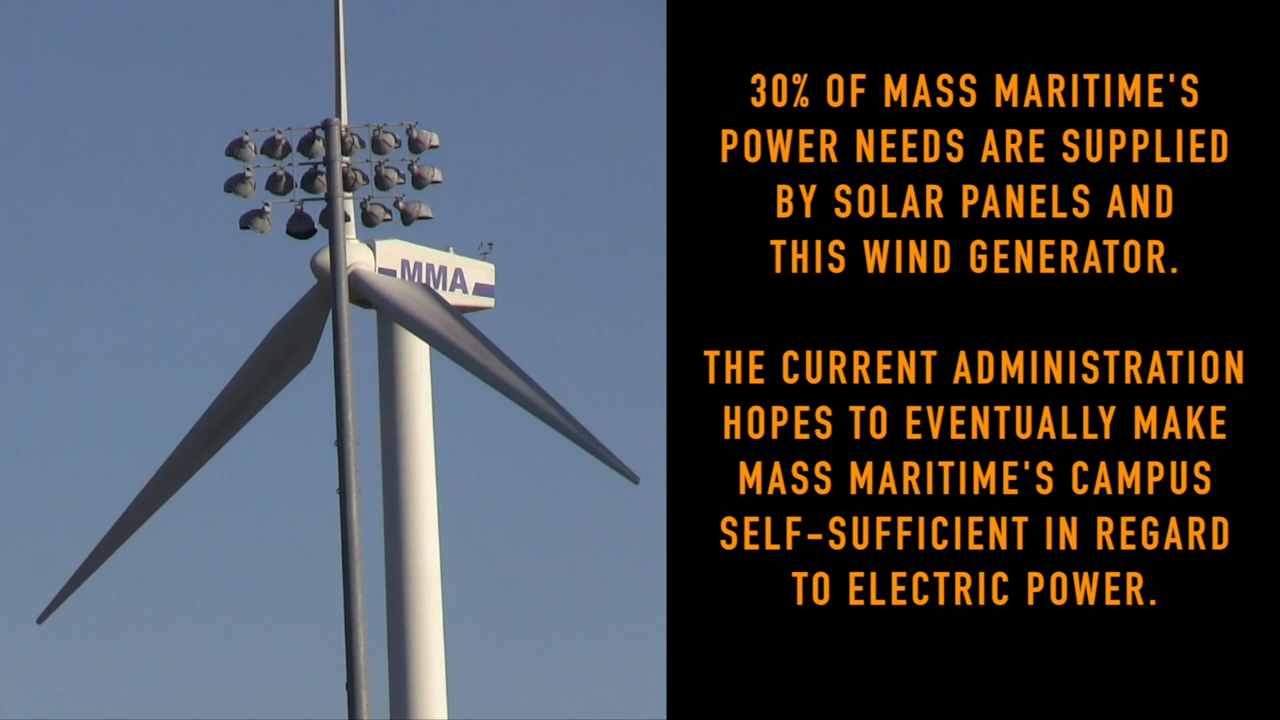 MMA
30% OF MASS MARITIME'S
POWER NEEDS ARE SUPPLIED
BY SOLAR PANELS AND
THIS WIND GENERATOR.
THE CURRENT ADMINISTRATION
HOPES TO EVENTUALLY MAKE
MASS MARITIME'S CAMPUS
SELF-SUFFICIENT IN REGARD
TO ELECTRIC POWER.